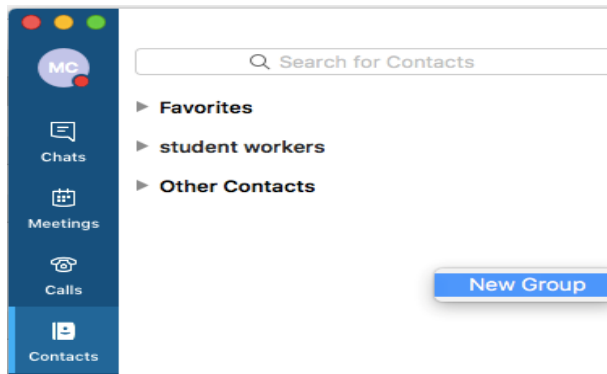 MC
Search for Contacts
Favorites
Chats
student workers
Other Contacts
Meetings
Calls
New Group
Contacts